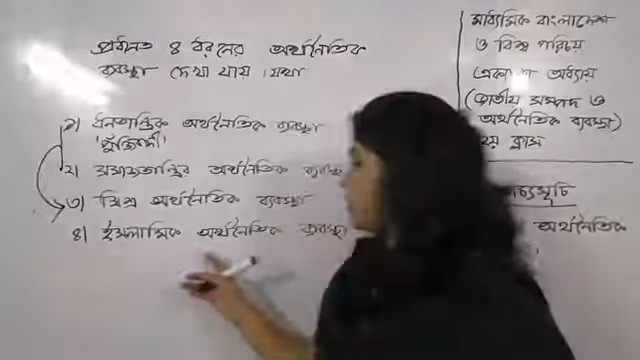 প্রধানত ৪ ধরনের অর্থনৈতিক
ব্যবস্থা দেখা যায়। যথা
১) ধনতান্ত্রিক অর্থনৈতিক ব্যবস্থা
'পুঁজিবাদী'
২) সমাজতান্ত্রিক অর্থনৈতিক
৩) মিশ্র অর্থনৈতিক ব্যবস্থা
৪) ইসলামিক অর্থনৈতিক ব্যবস্থা
মাধ্যমিক বাংলাদেশ
ও বিশ্ব পরিচয়
অধ্যায়
(জাতীয় সম্পদ ও
অর্থনৈতিক ব্যবস্থা)
২য় ক্লাস
অর্থনৈতিক